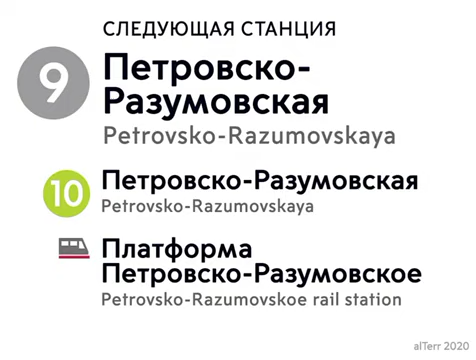 СЛЕДУЮЩАЯ СТАНЦИЯ
9 Петровско-
Разумовская
Petrovsko-Razumovskaya
10 Петровско-Разумовская
Petrovsko-Razumovskaya
Платформа
Петровско-Разумовское
Petrovsko-Razumovskoe rail station
alTerr 2020